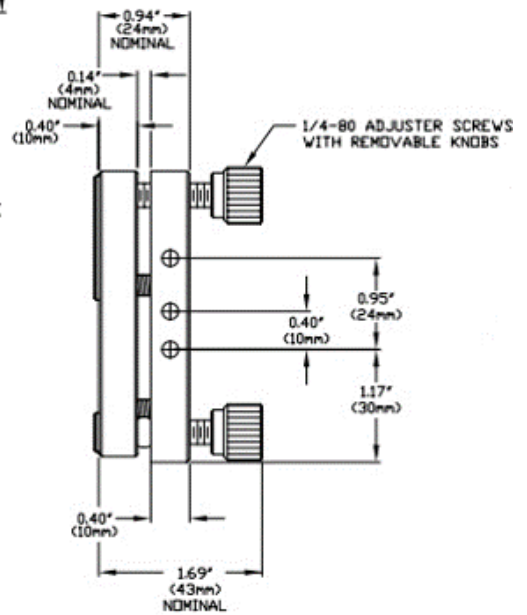 0.94"
(24mm)
NOMINAL
0.14"
(4mm)
NOMINAL
0.40"
(10mm)
1/4-80 ADJUSTER SCREWS
WITH REMOVABLE KNOBS
0.95"
(24mm)
0.40"
(10mm)
1.17"
(30mm)
0.40"
(10mm)
1.69"
(43mm)
NOMINAL